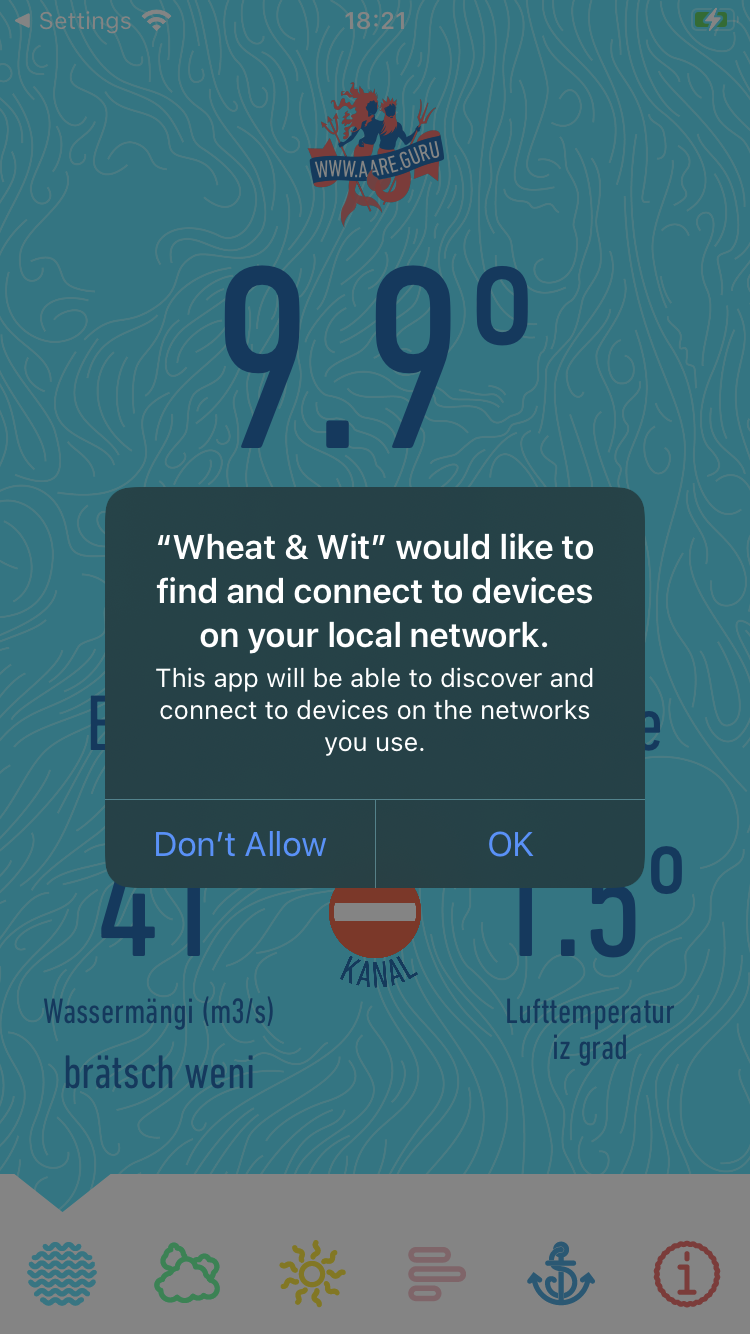 Settings
18:21
WWW.AARE.GURU
9.9°
“Wheat & Wit” would like to
find and connect to devices
on your local network.
This app will be able to discover and
connect to devices on the networks
you use.
Don’t Allow
OK
41
1.5°
KANAL
Wassermängi (m3/s)
Lufttemperatur
iz grad
brätsch weni